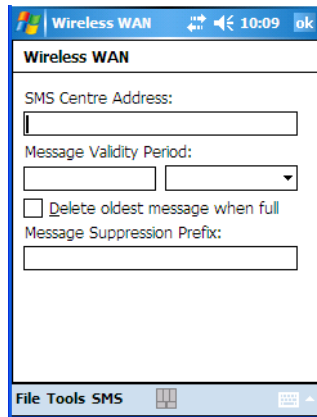 Wireless WAN 10:09 ok
Wireless WAN
SMS Centre Address:
Message Validity Period:
Delete oldest message when full
Message Suppression Prefix:
File Tools SMS